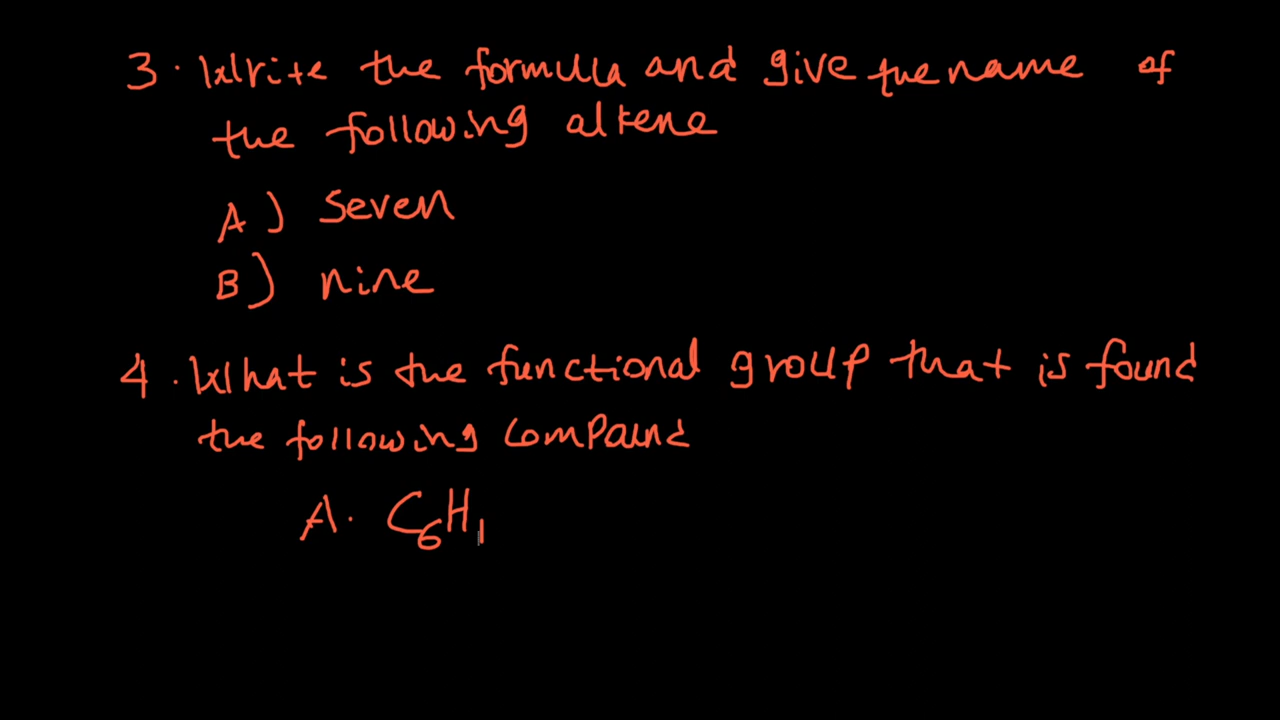 3. Write the formula and give the name of
the following alkene
A) seven
B) nine
4. What is the functional group that is found
the following compound
A. C₆H₁